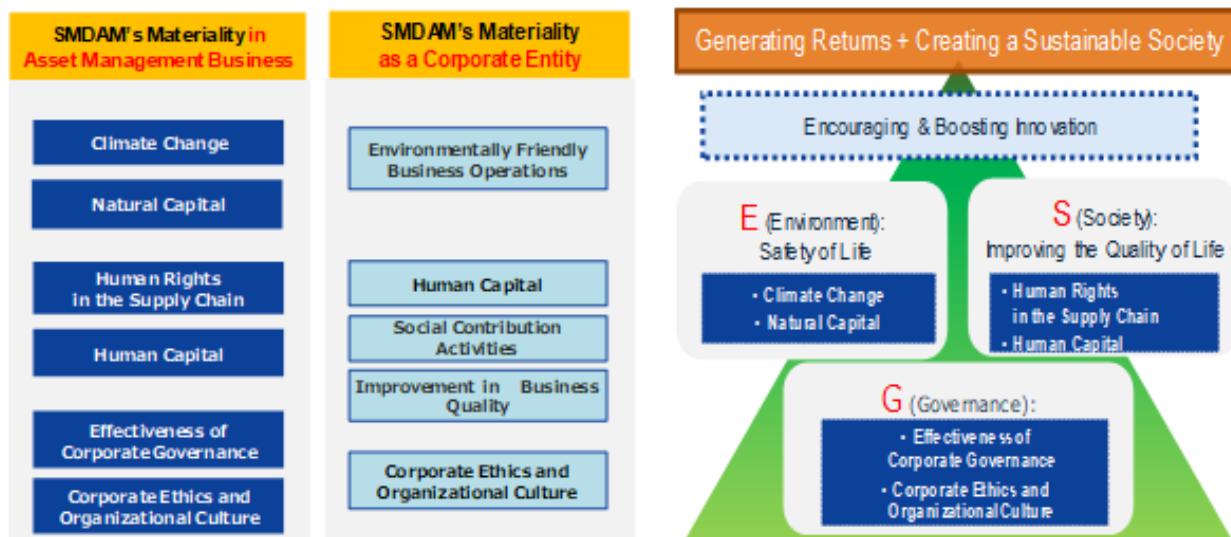 SMDAM's Materiality in
Asset Management Business
Climate Change
Natural Capital
Human Rights
in the Supply Chain
Human Capital
Effectiveness of
Corporate Governance
Corporate Ethics and
Organizational Culture
SMDAM's Materiality
as a Corporate Entity
Environmentally Friendly
Business Operations
Human Capital
Social Contribution
Activities
Improvement in Business
Quality
Corporate Ethics and
Organizational Culture
Generating Returns + Creating a Sustainable Society
Encouraging & Boosting Innovation
E (Environment):
Safety of Life
• Climate Change
• Natural Capital
S (Society):
Improving the Quality of Life
• Human Rights
in the Supply Chain
• Human Capital
G (Governance):
• Effectiveness of
Corporate Governance
• Corporate Ethics and
Organizational Culture